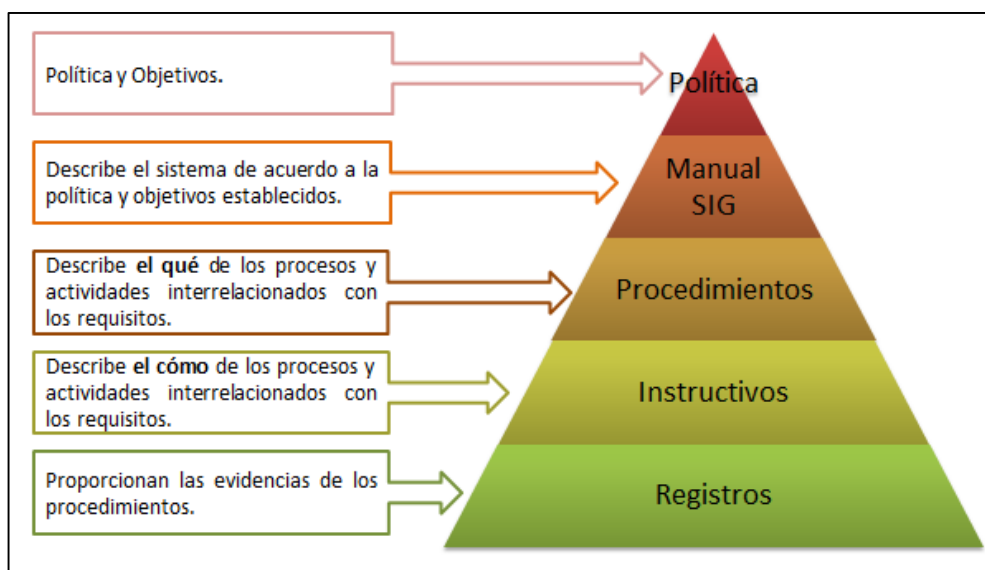 Política y Objetivos.
Política
Describe el sistema de acuerdo a la
política y objetivos establecidos.
Manual
SIG
Describe el qué de los procesos y
actividades interrelacionados con
los requisitos.
Procedimientos
Describe el cómo de los procesos y
actividades interrelacionados con
los requisitos.
Instructivos
Proporcionan las evidencias de los
procedimientos.
Registros